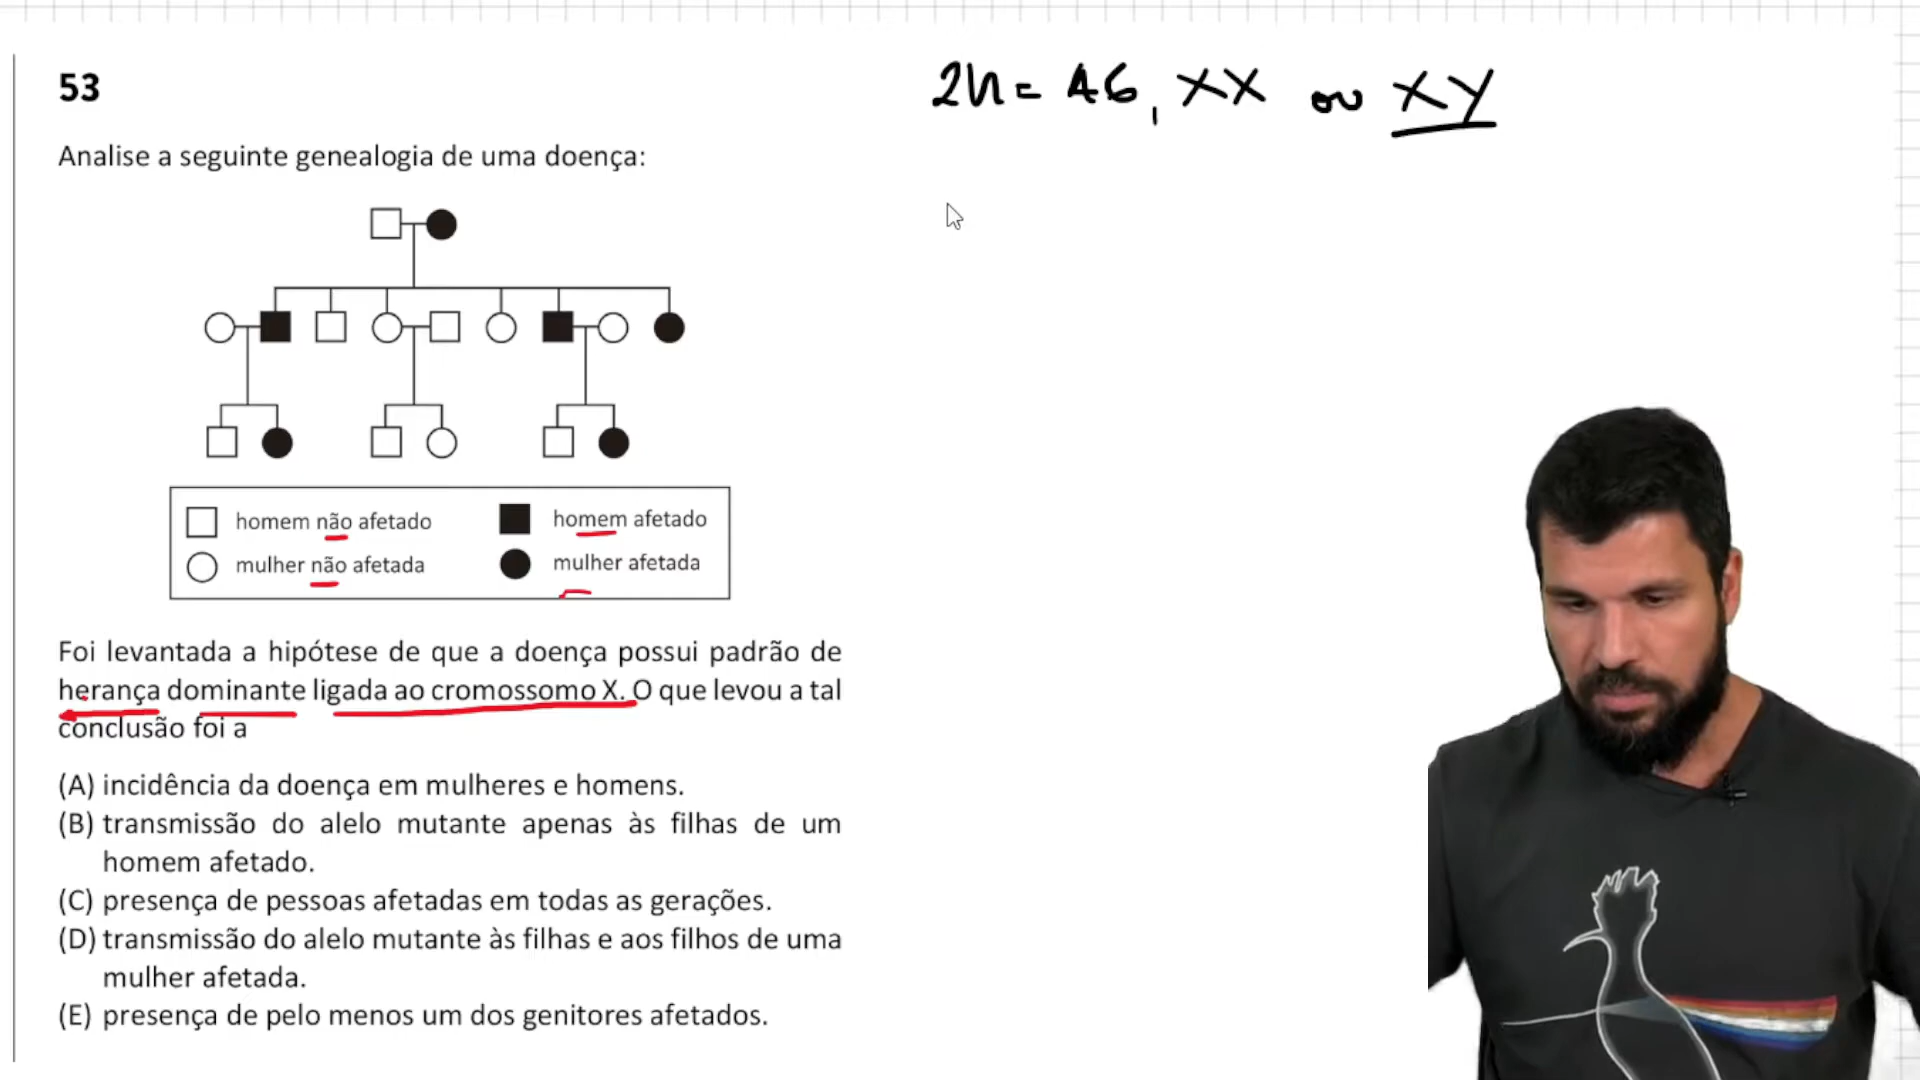 53
2n = 46, XX ou XY
Analise a seguinte genealogia de uma doença:
homem não afetado
homem afetado
mulher não afetada
mulher afetada
Foi levantada a hipótese de que a doença possui padrão de
herança dominante ligada ao cromossomo X. O que levou a tal
conclusão foi a
(A) incidência da doença em mulheres e homens.
(B) transmissão do alelo mutante apenas às filhas de um
homem afetado.
(C) presença de pessoas afetadas em todas as gerações.
(D) transmissão do alelo mutante às filhas e aos filhos de uma
mulher afetada.
(E) presença de pelo menos um dos genitores afetados.